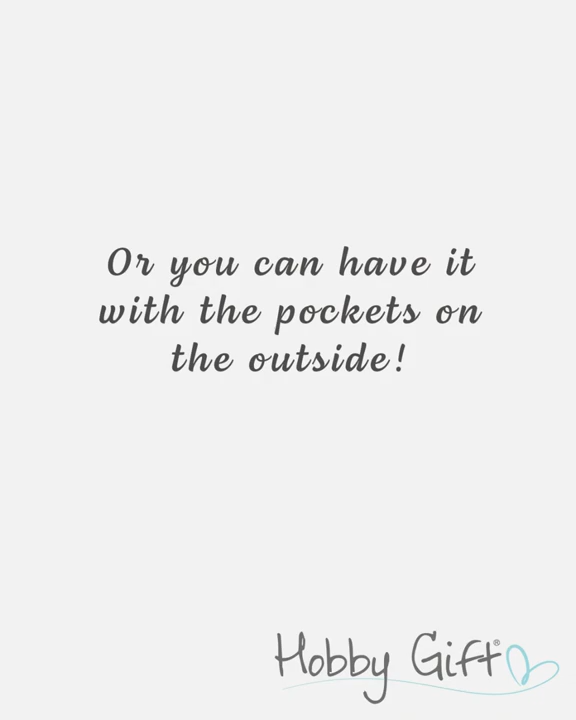 Or you can have it
with the pockets on
the outside!
Hobby Gift®